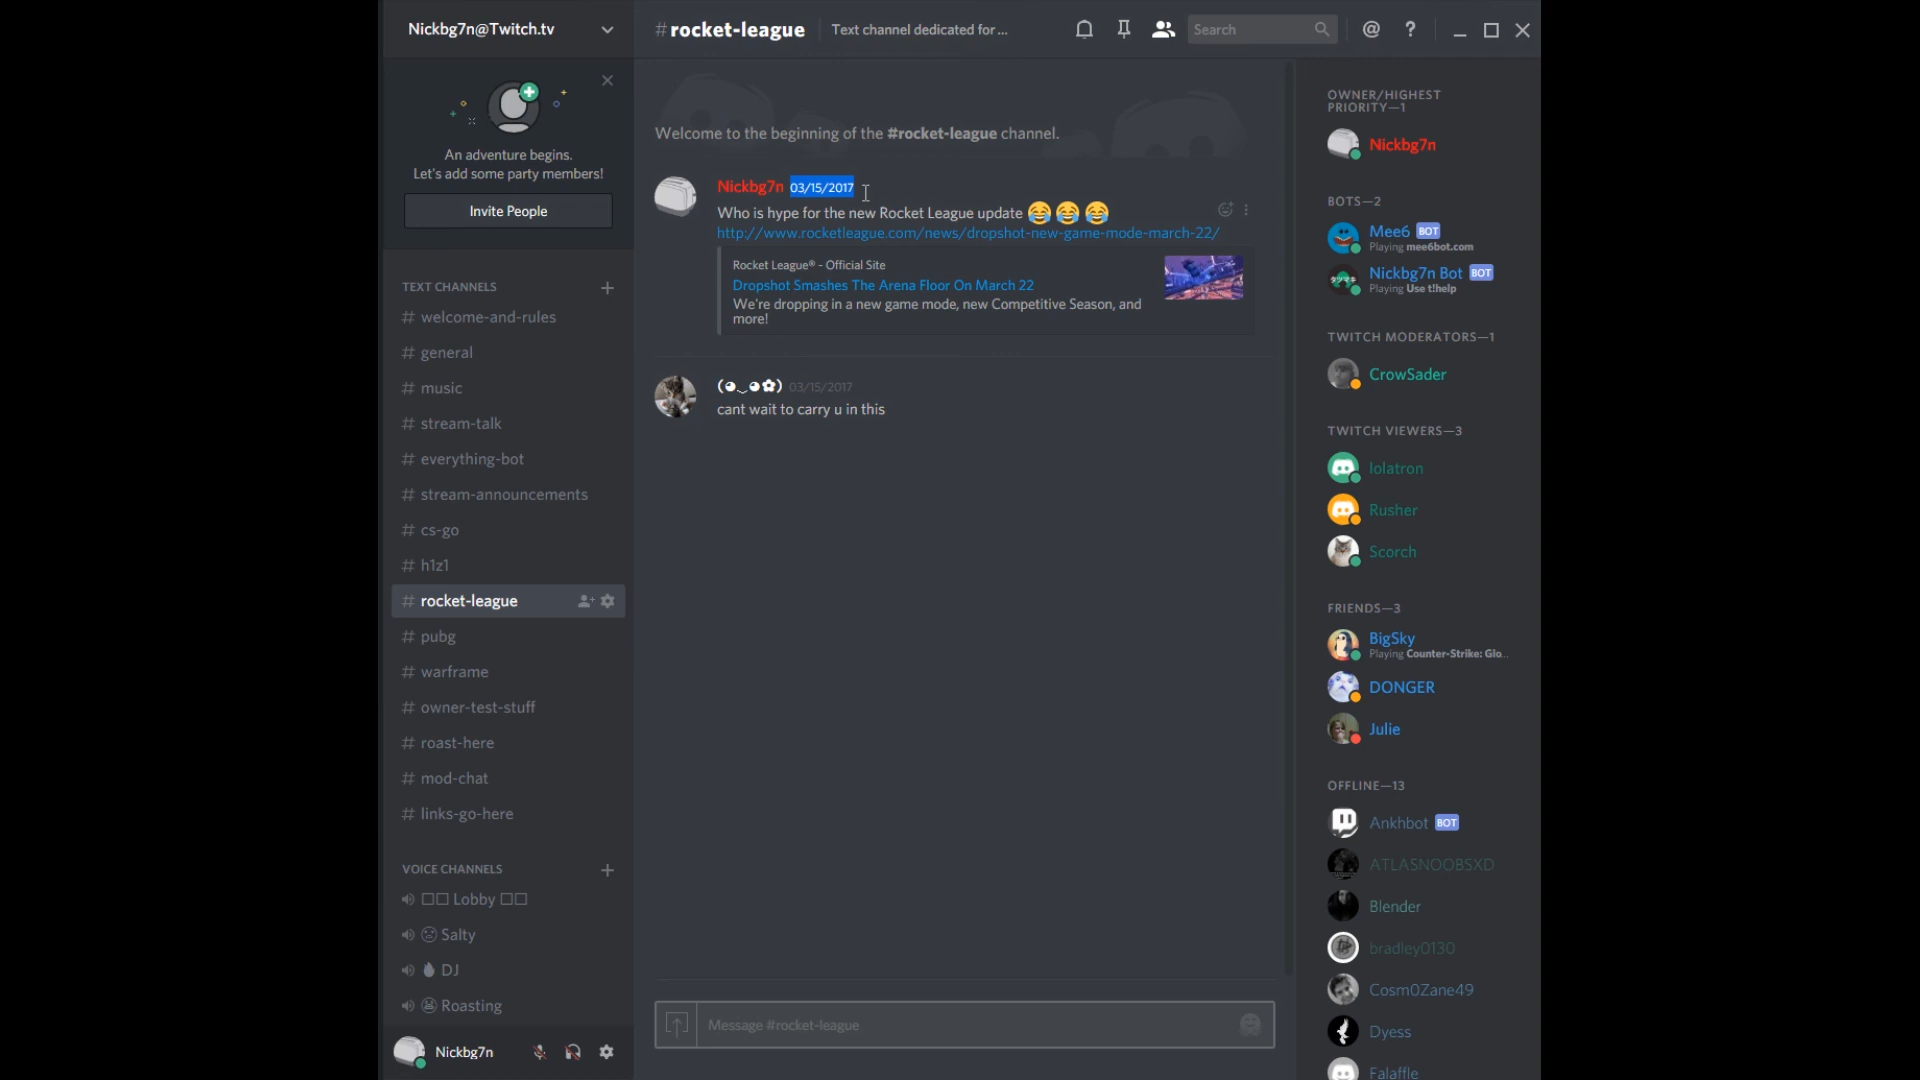 Nickbg7n@Twitch.tv
An adventure begins.
Let's add some party members!
Invite People
TEXT CHANNELS
# welcome-and-rules
# general
# music
# stream-talk
# everything-bot
# stream-announcements
# cs-go
# h1z1
# rocket-league
# pubg
# warframe
# owner-test-stuff
# roast-here
# mod-chat
# links-go-here
VOICE CHANNELS
Lobby
Salty
DJ
Roasting
Nickbg7n
#rocket-league
Text channel dedicated for ...
Search
Welcome to the beginning of the #rocket-league channel.
Nickbg7n 03/15/2017
Who is hype for the new Rocket League update 😂 😂 😂
http://www.rocketleague.com/news/dropshot-new-game-mode-march-22/
Rocket League® - Official Site
Dropshot Smashes The Arena Floor On March 22
We're dropping in a new game mode, new Competitive Season, and
more!
(◕‿◕✿) 03/15/2017
cant wait to carry u in this
Message #rocket-league
OWNER/HIGHEST
PRIORITY—1
Nickbg7n
BOTS—2
Mee6 BOT
Playing mee6bot.com
Nickbg7n Bot BOT
Playing Use t!help
TWITCH MODERATORS—1
CrowSader
TWITCH VIEWERS—3
lolatron
Rusher
Scorch
FRIENDS—3
BigSky
Playing Counter-Strike: Glo...
DONGER
Julie
OFFLINE—13
Ankhbot BOT
ATLASNOOBSXD
Blender
bradley0130
Cosm0Zane49
Dyess
Falaffle